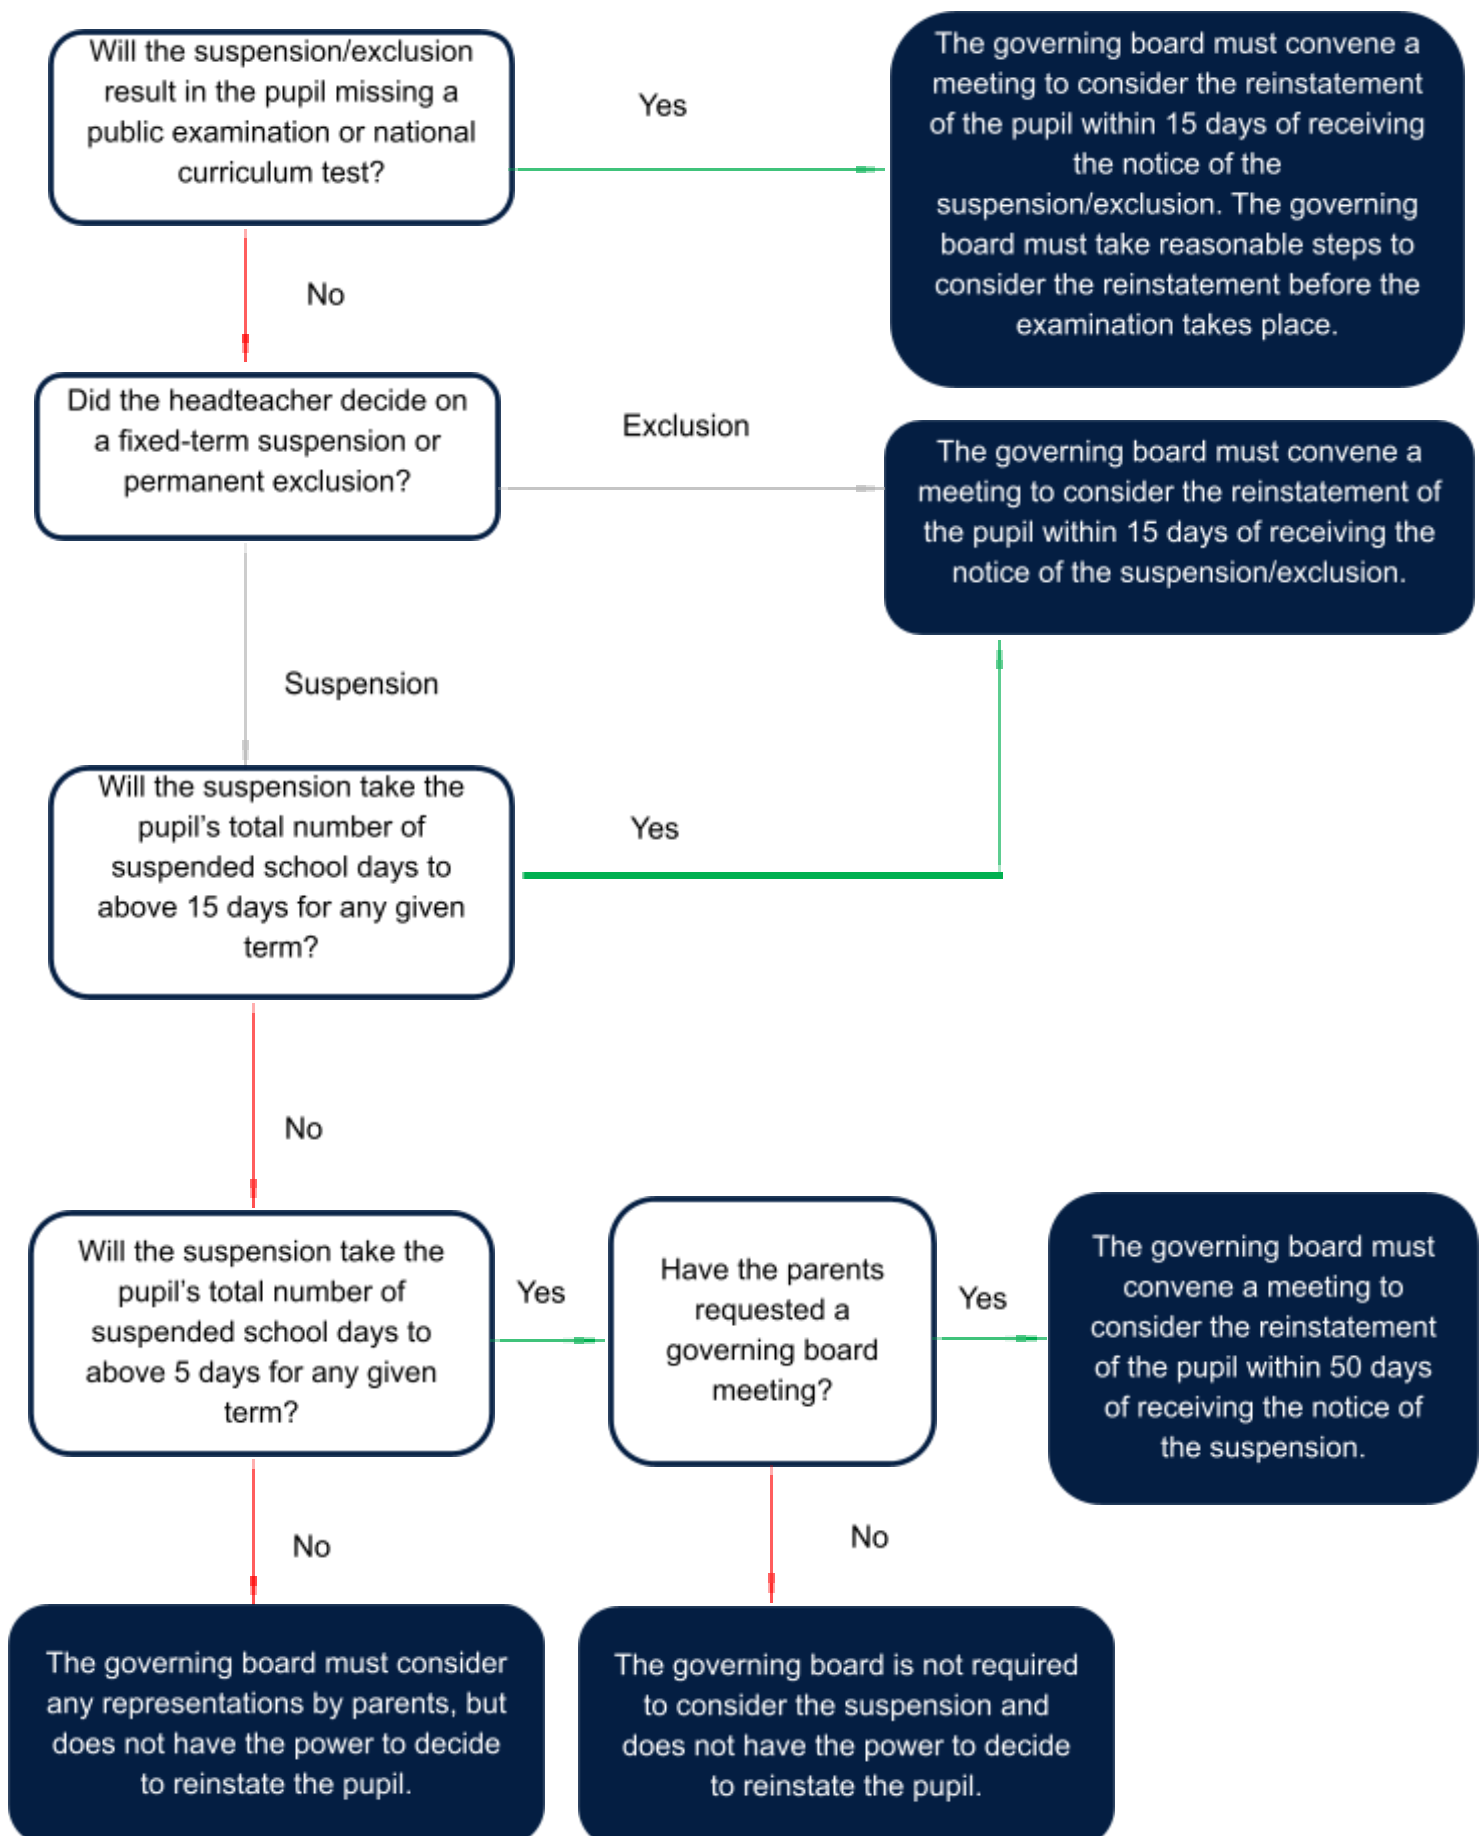 Will the suspension/exclusion
result in the pupil missing a
public examination or national
curriculum test?
Yes
The governing board must convene a
meeting to consider the reinstatement
of the pupil within 15 days of receiving
the notice of the
suspension/exclusion. The governing
board must take reasonable steps to
consider the reinstatement before the
examination takes place.
No
Did the headteacher decide on
a fixed-term suspension or
permanent exclusion?
Exclusion
The governing board must convene a
meeting to consider the reinstatement of
the pupil within 15 days of receiving the
notice of the suspension/exclusion.
Suspension
Will the suspension take the
pupil's total number of
suspended school days to
above 15 days for any given
term?
Yes
No
Will the suspension take the
pupil's total number of
suspended school days to
above 5 days for any given
term?
Yes
Have the parents
requested a
governing board
meeting?
Yes
The governing board must
convene a meeting to
consider the reinstatement
of the pupil within 50 days
of receiving the notice of
the suspension.
No
No
The governing board must consider
any representations by parents, but
does not have the power to decide
to reinstate the pupil.
The governing board is not required
to consider the suspension and
does not have the power to decide
to reinstate the pupil.